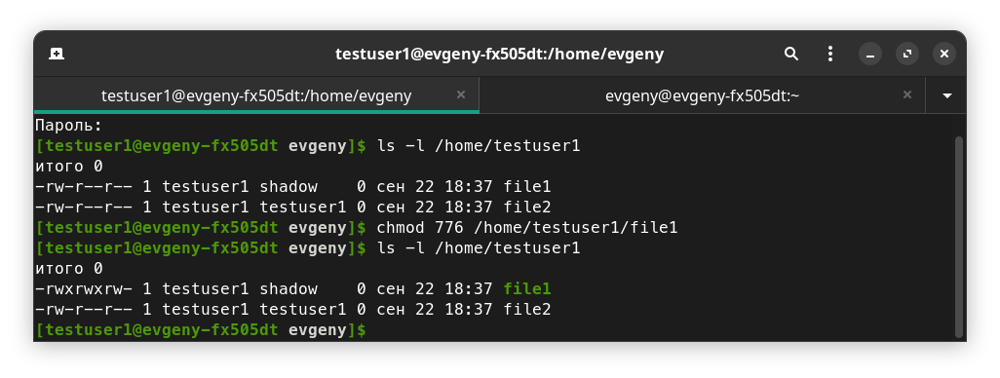 testuser1@evgeny-fx505dt:/home/evgeny
testuser1@evgeny-fx505dt:/home/evgeny
evgeny@evgeny-fx505dt:~
Пароль:
[testuser1@evgeny-fx505dt evgeny]$ ls -l /home/testuser1
итого 0
-rw-r--r-- 1 testuser1 shadow    0 сен 22 18:37 file1
-rw-r--r-- 1 testuser1 testuser1 0 сен 22 18:37 file2
[testuser1@evgeny-fx505dt evgeny]$ chmod 776 /home/testuser1/file1
[testuser1@evgeny-fx505dt evgeny]$ ls -l /home/testuser1
итого 0
-rwxrwxrw- 1 testuser1 shadow    0 сен 22 18:37 file1
-rw-r--r-- 1 testuser1 testuser1 0 сен 22 18:37 file2
[testuser1@evgeny-fx505dt evgeny]$